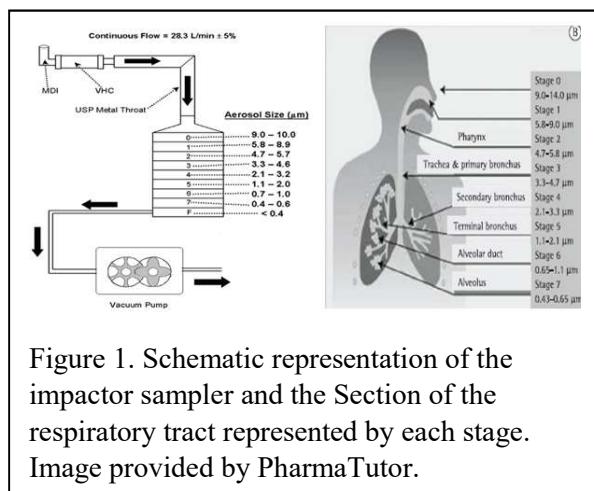 Continuous Flow = 28.3 L/min ± 5%
MDI
VHC
USP Metal Throat
Aerosol Size (µm)
0 9.0 – 10.0
1 5.8 – 8.9
2 4.7 – 5.7
3 3.3 – 4.6
4 2.1 – 3.2
5 1.1 – 2.0
6 0.7 – 1.0
7 0.4 – 0.6
F < 0.4
Vacuum Pump
B
Stage 0
9.0–14.0 µm
Stage 1
5.8–9.0 µm
Pharynx
Stage 2
4.7–5.8 µm
Trachea & primary bronchus
Stage 3
3.3–4.7 µm
Secondary bronchus
Stage 4
2.1–3.3 µm
Terminal bronchus
Stage 5
1.1–2.1 µm
Alveolar duct
Stage 6
0.65–1.1 µm
Alveolus
Stage 7
0.43–0.65 µm
Figure 1. Schematic representation of the
impactor sampler and the Section of the
respiratory tract represented by each stage.
Image provided by PharmaTutor.